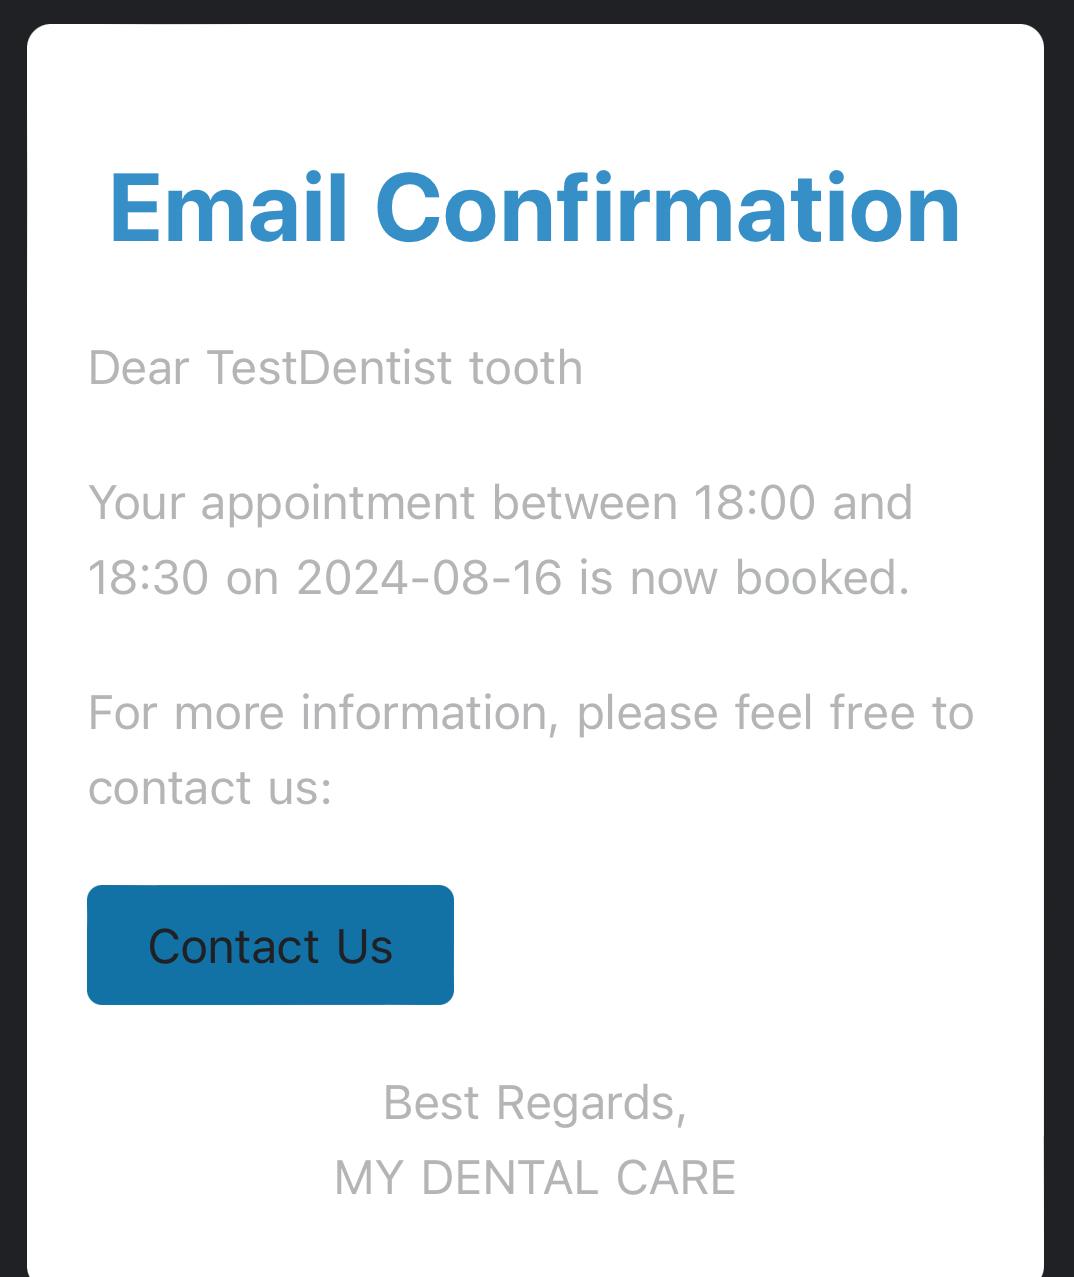 Email Confirmation
Dear TestDentist tooth
Your appointment between 18:00 and
18:30 on 2024-08-16 is now booked.
For more information, please feel free to
contact us:
Contact Us
Best Regards,
MY DENTAL CARE